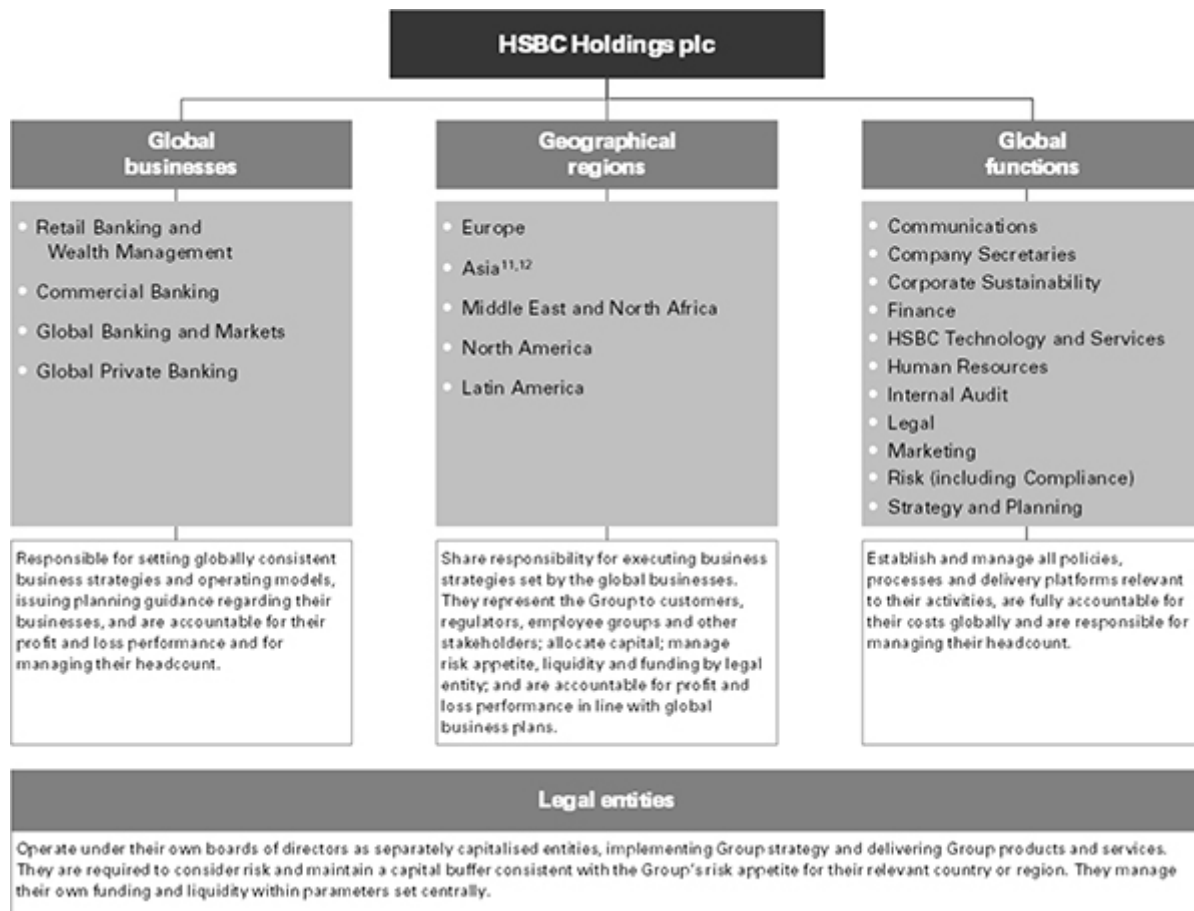 HSBC Holdings plc
Global
businesses
Retail Banking and
Wealth Management
Commercial Banking
Global Banking and Markets
Global Private Banking
Responsible for setting globally consistent
business strategies and operating models,
issuing planning guidance regarding their
businesses, and are accountable for their
profit and loss performance and for
managing their headcount.
Geographical
regions
Europe
Asia11,12
Middle East and North Africa
North America
Latin America
Share responsibility for executing business
strategies set by the global businesses.
They represent the Group to customers,
regulators, employee groups and other
stakeholders; allocate capital; manage
risk appetite, liquidity and funding by legal
entity; and are accountable for profit and
loss performance in line with global
business plans.
Global
functions
Communications
Company Secretaries
Corporate Sustainability
Finance
HSBC Technology and Services
Human Resources
Internal Audit
Legal
Marketing
Risk (including Compliance)
Strategy and Planning
Establish and manage all policies,
processes and delivery platforms relevant
to their activities, are fully accountable for
their costs globally and are responsible for
managing their headcount.
Legal entities
Operate under their own boards of directors as separately capitalised entities, implementing Group strategy and delivering Group products and services.
They are required to consider risk and maintain a capital buffer consistent with the Group's risk appetite for their relevant country or region. They manage
their own funding and liquidity within parameters set centrally.